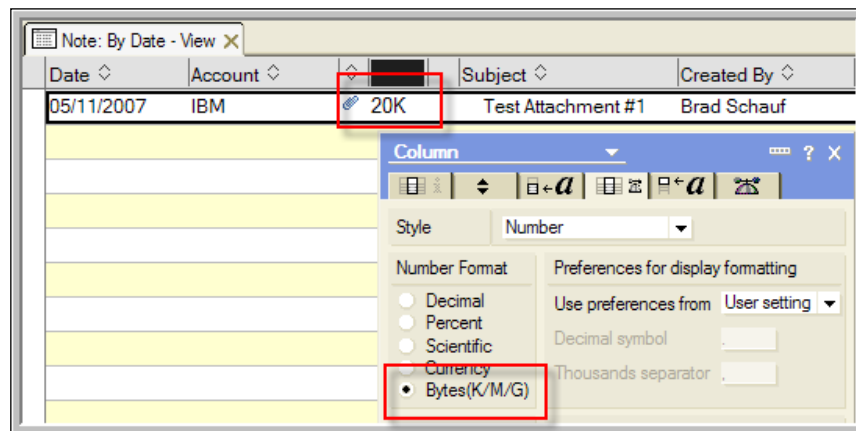 Note: By Date - View
Date Account Subject Created By
05/11/2007 IBM 20K Test Attachment #1 Brad Schauf
Column ?
i a a
Style Number
Number Format Preferences for display formatting
Decimal Use preferences from User setting
Percent
Scientific Decimal symbol .
Currency Thousands separator ,
Bytes(K/M/G)